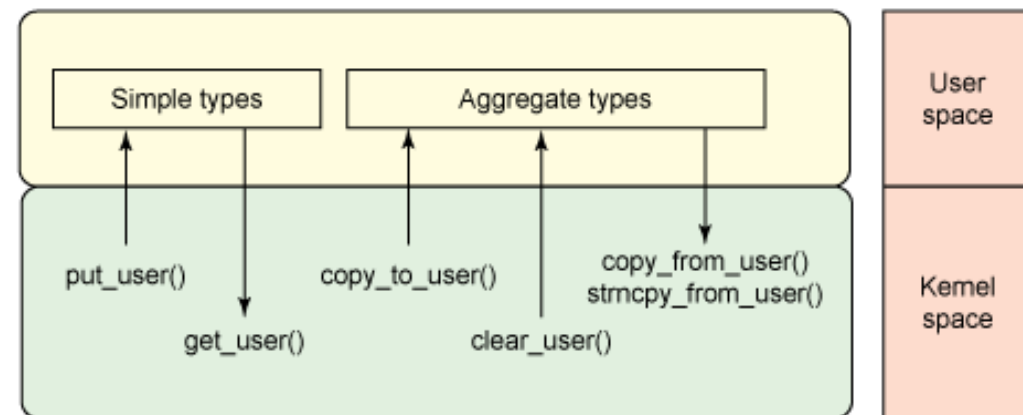 Simple types
Aggregate types
User
space
put_user()
copy_to_user()
copy_from_user()
strncpy_from_user()
get_user()
clear_user()
Kernel
space